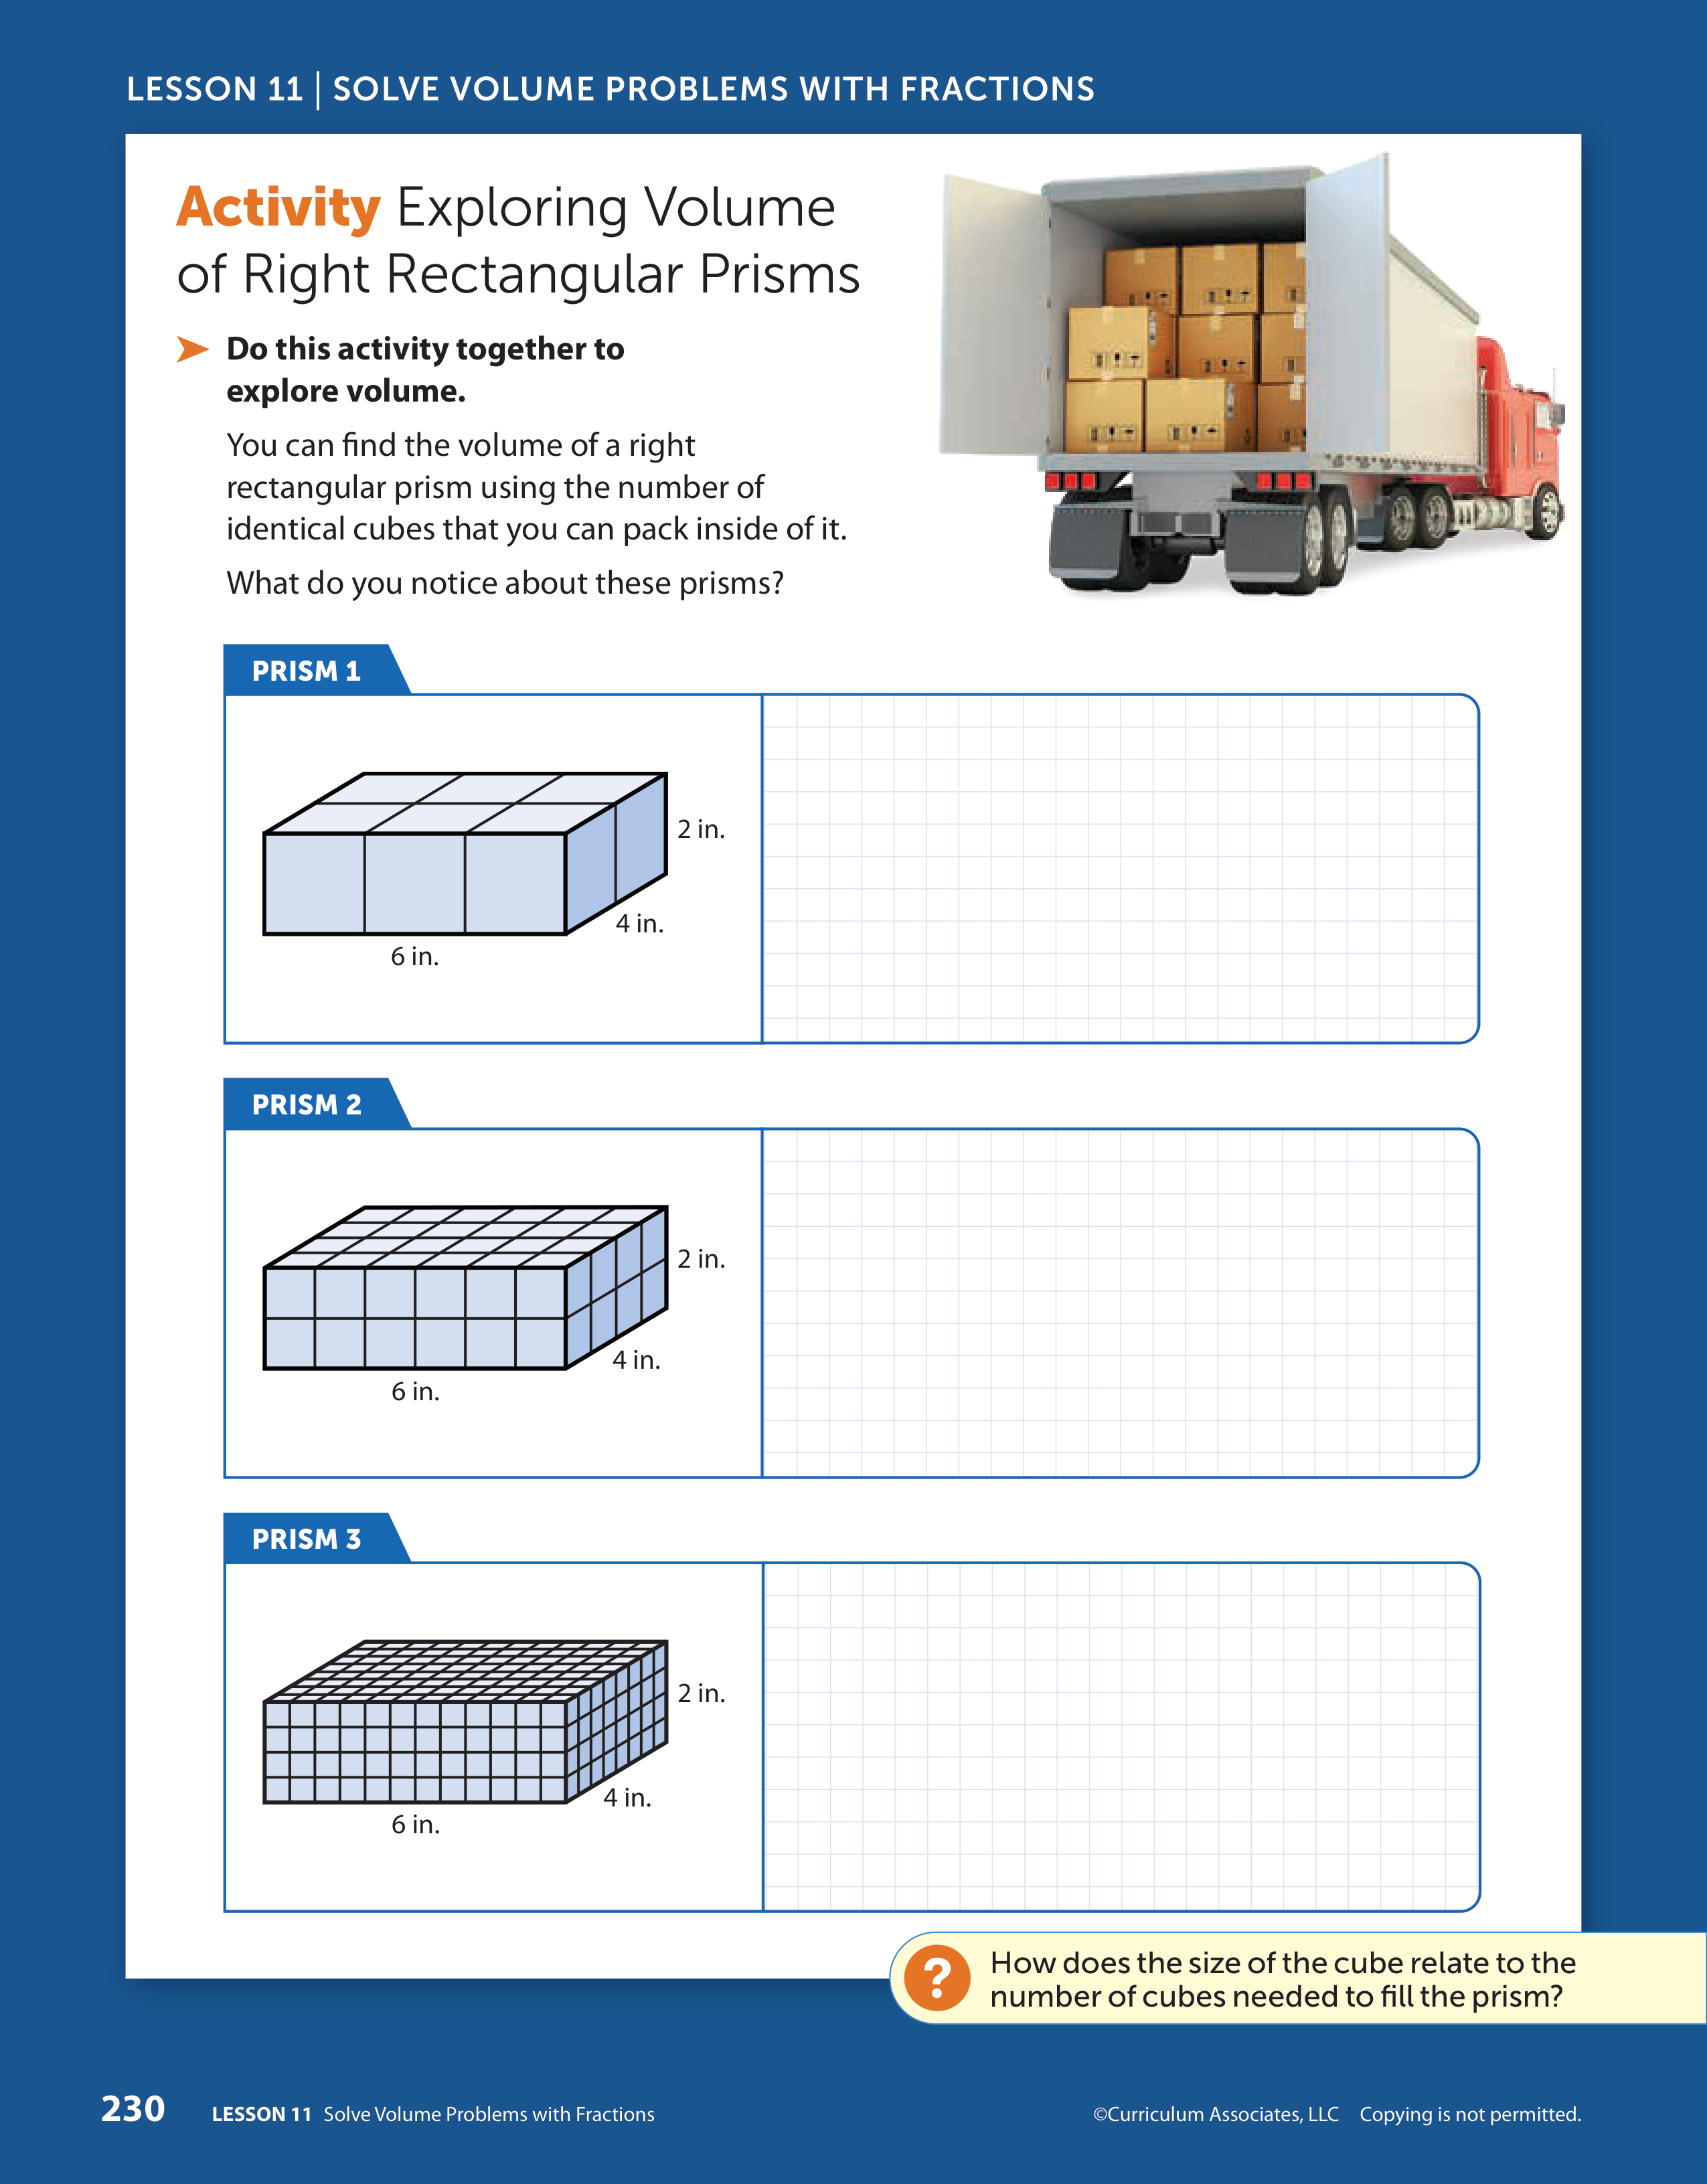 LESSON 11 | SOLVE VOLUME PROBLEMS WITH FRACTIONS
Activity Exploring Volume
of Right Rectangular Prisms
Do this activity together to
explore volume.
You can find the volume of a right
rectangular prism using the number of
identical cubes that you can pack inside of it.
What do you notice about these prisms?
PRISM 1
2 in.
4 in.
6 in.
PRISM 2
2 in.
4 in.
6 in.
PRISM 3
2 in.
4 in.
6 in.
?
How does the size of the cube relate to the
number of cubes needed to fill the prism?
230 LESSON 11 Solve Volume Problems with Fractions ©Curriculum Associates, LLC Copying is not permitted.